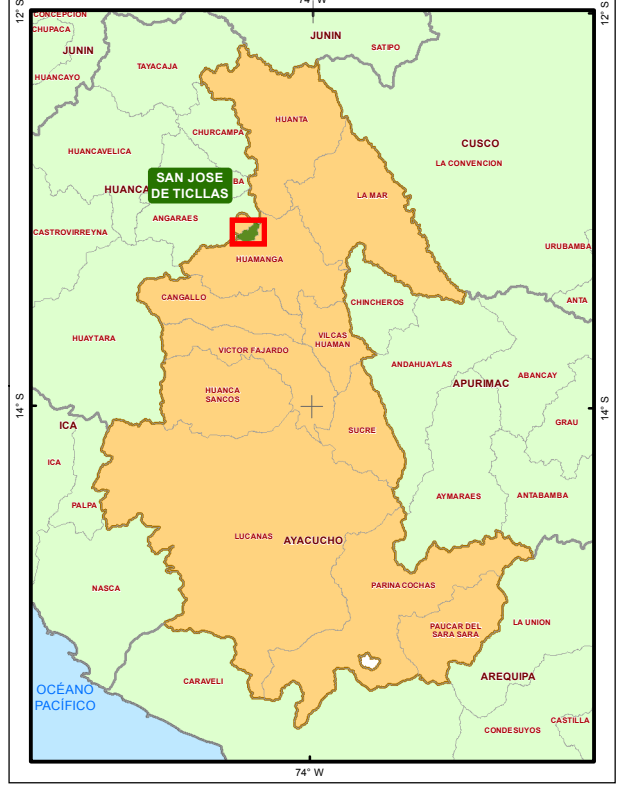 74° W
12° S
12° S
CONCEPCION
CHUPACA
JUNIN
JUNIN
SATIPO
TAYACAJA
HUANCAYO
HUANTA
CHURCAMPA
CUSCO
HUANCAVELICA
LA CONVENCION
SAN JOSE
DE TICLLAS
BA
HUANCA
LA MAR
ANGARAES
CASTROVIRREYNA
URUBAMBA
HUAMANGA
CANGALLO
CHINCHEROS
ANTA
HUAYTARA
VILCAS
HUAMAN
VICTOR FAJARDO
ANDAHUAYLAS
ABANCAY
APURIMAC
HUANCA
SANCOS
14° S
14° S
ICA
GRAU
SUCRE
ICA
AYMARAES
ANTABAMBA
PALPA
LUCANAS
AYACUCHO
NASCA
PARINACOCHAS
PAUCAR DEL
SARA SARA
LA UNION
CARAVELI
AREQUIPA
OCÉANO
PACÍFICO
CASTILLA
CONDESUYOS
74° W